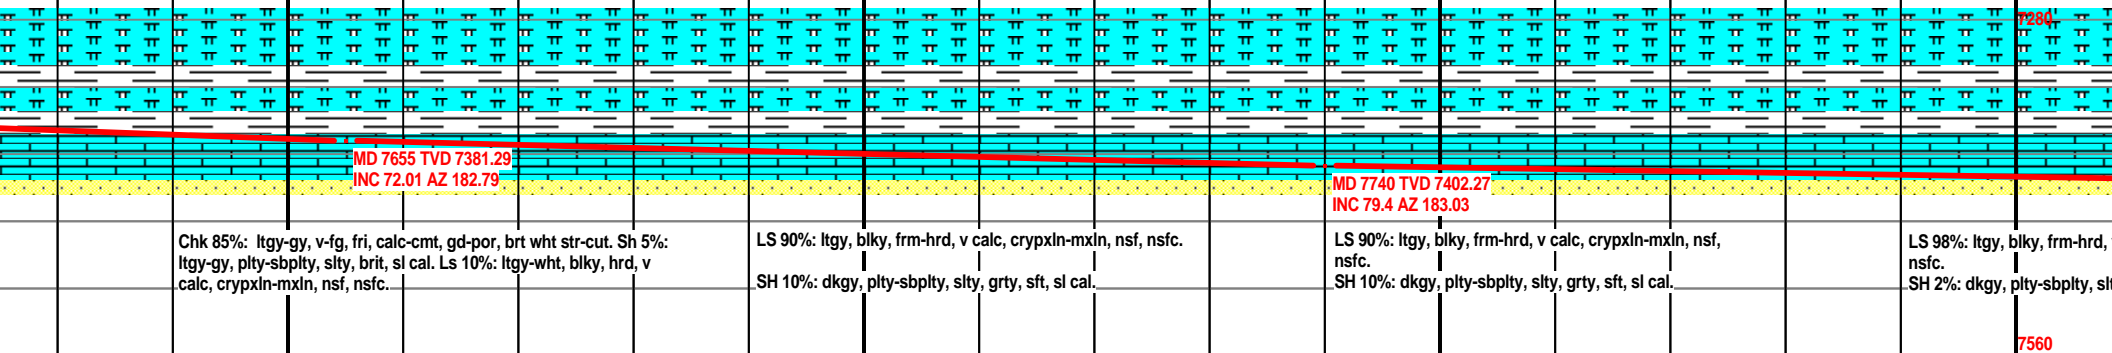 7280
MD 7655 TVD 7381.29
INC 72.01 AZ 182.79
MD 7740 TVD 7402.27
INC 79.4 AZ 183.03
Chk 85%: ltgy-gy, v-fg, fri, calc-cmt, gd-por, brt wht str-cut. Sh 5%:
ltgy-gy, plty-sbplty, slty, brit, sl cal. Ls 10%: ltgy-wht, blky, hrd, v
calc, crypxln-mxln, nsf, nsfc.
LS 90%: ltgy, blky, frm-hrd, v calc, crypxln-mxln, nsf, nsfc.
SH 10%: dkgy, plty-sbplty, slty, grty, sft, sl cal.
LS 90%: ltgy, blky, frm-hrd, v calc, crypxln-mxln, nsf,
nsfc.
SH 10%: dkgy, plty-sbplty, slty, grty, sft, sl cal.
LS 98%: ltgy, blky, frm-hrd,
nsfc.
SH 2%: dkgy, plty-sbplty,
7560